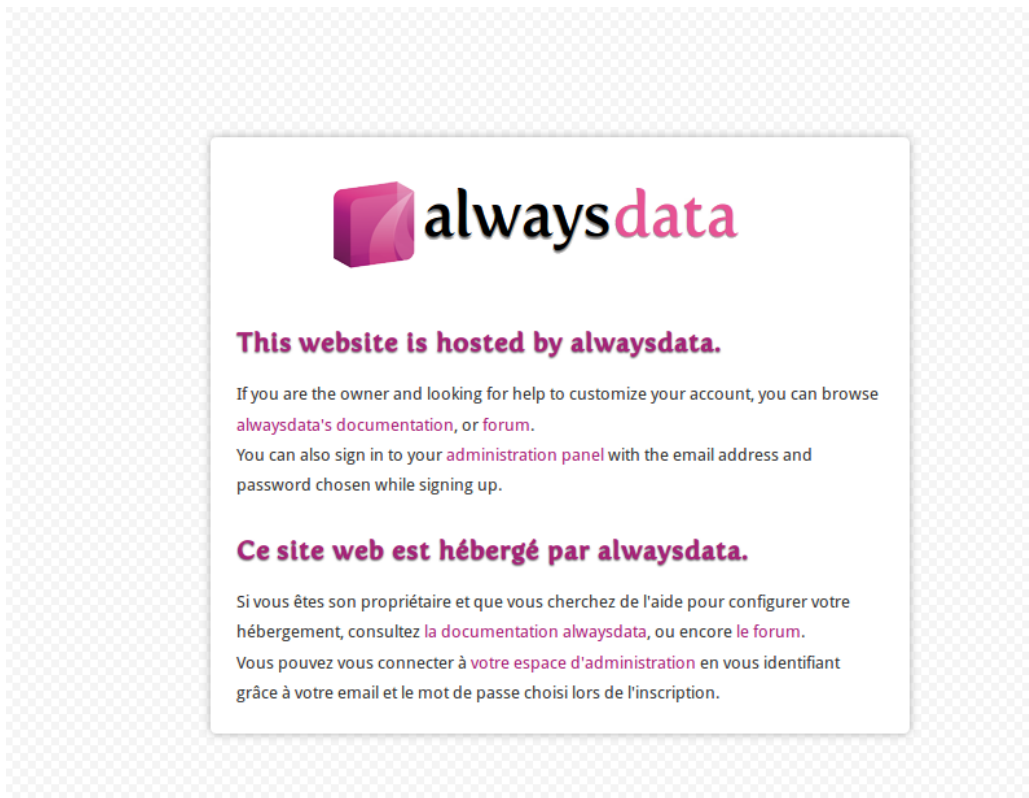 alwaysdata
This website is hosted by alwaysdata.
If you are the owner and looking for help to customize your account, you can browse
alwaysdata's documentation, or forum.
You can also sign in to your administration panel with the email address and
password chosen while signing up.
Ce site web est hébergé par alwaysdata.
Si vous êtes son propriétaire et que vous cherchez de l'aide pour configurer votre
hébergement, consultez la documentation alwaysdata, ou encore le forum.
Vous pouvez vous connecter à votre espace d'administration en vous identifiant
grâce à votre email et le mot de passe choisi lors de l'inscription.